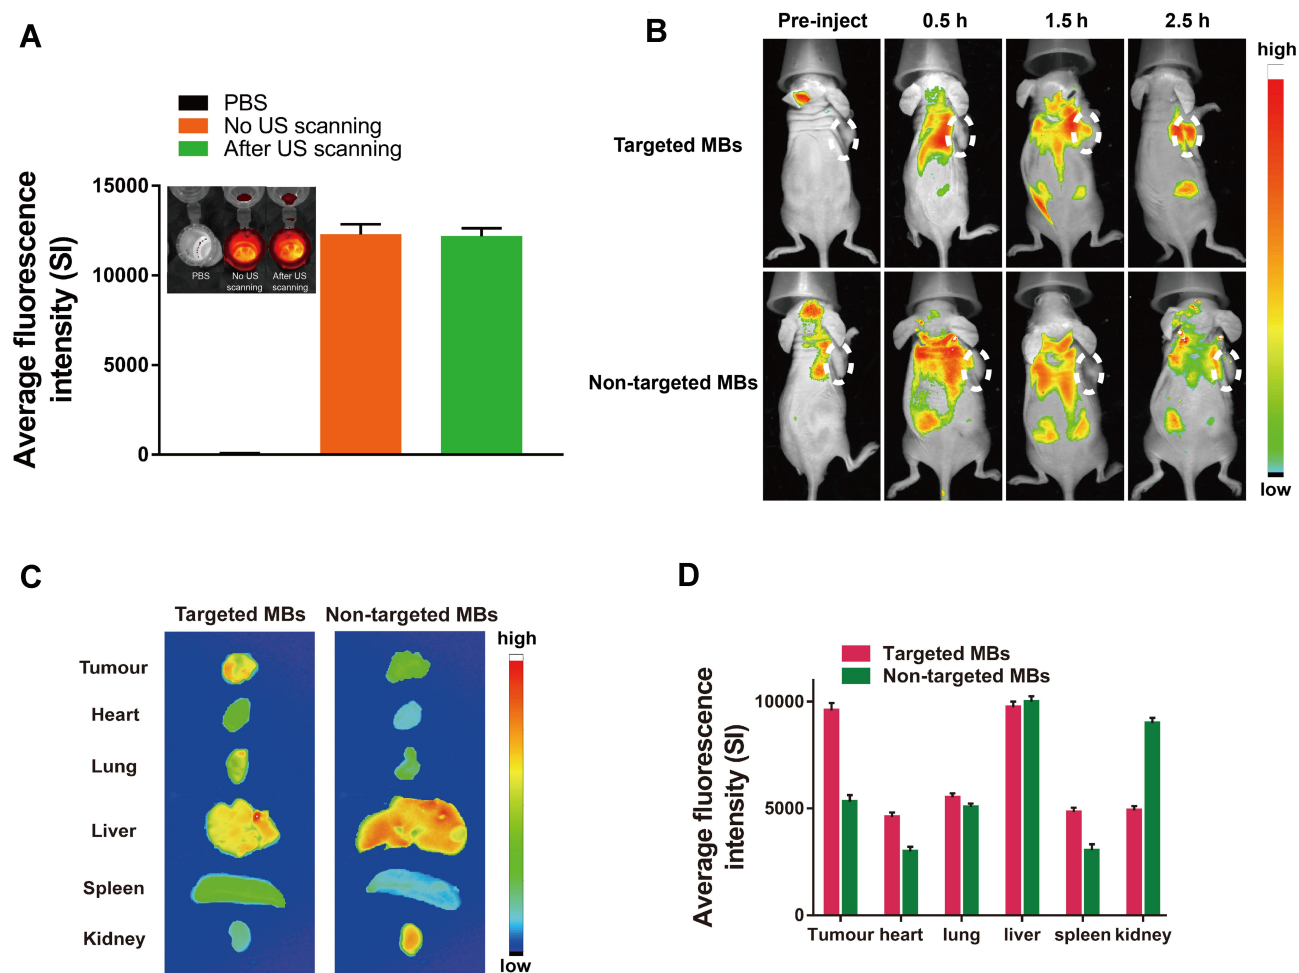 A
PBS
No US scanning
After US scanning
Average fluorescence
intensity (SI)
15000
10000
5000
0
PBS
No US
scanning
After US
scanning
B
Pre-inject
0.5 h
1.5 h
2.5 h
Targeted MBs
Non-targeted MBs
high
low
C
Targeted MBs
Non-targeted MBs
Tumour
Heart
Lung
Liver
Spleen
Kidney
high
low
D
Targeted MBs
Non-targeted MBs
Average fluorescence
intensity (SI)
10000
5000
0
Tumour heart lung liver spleen kidney